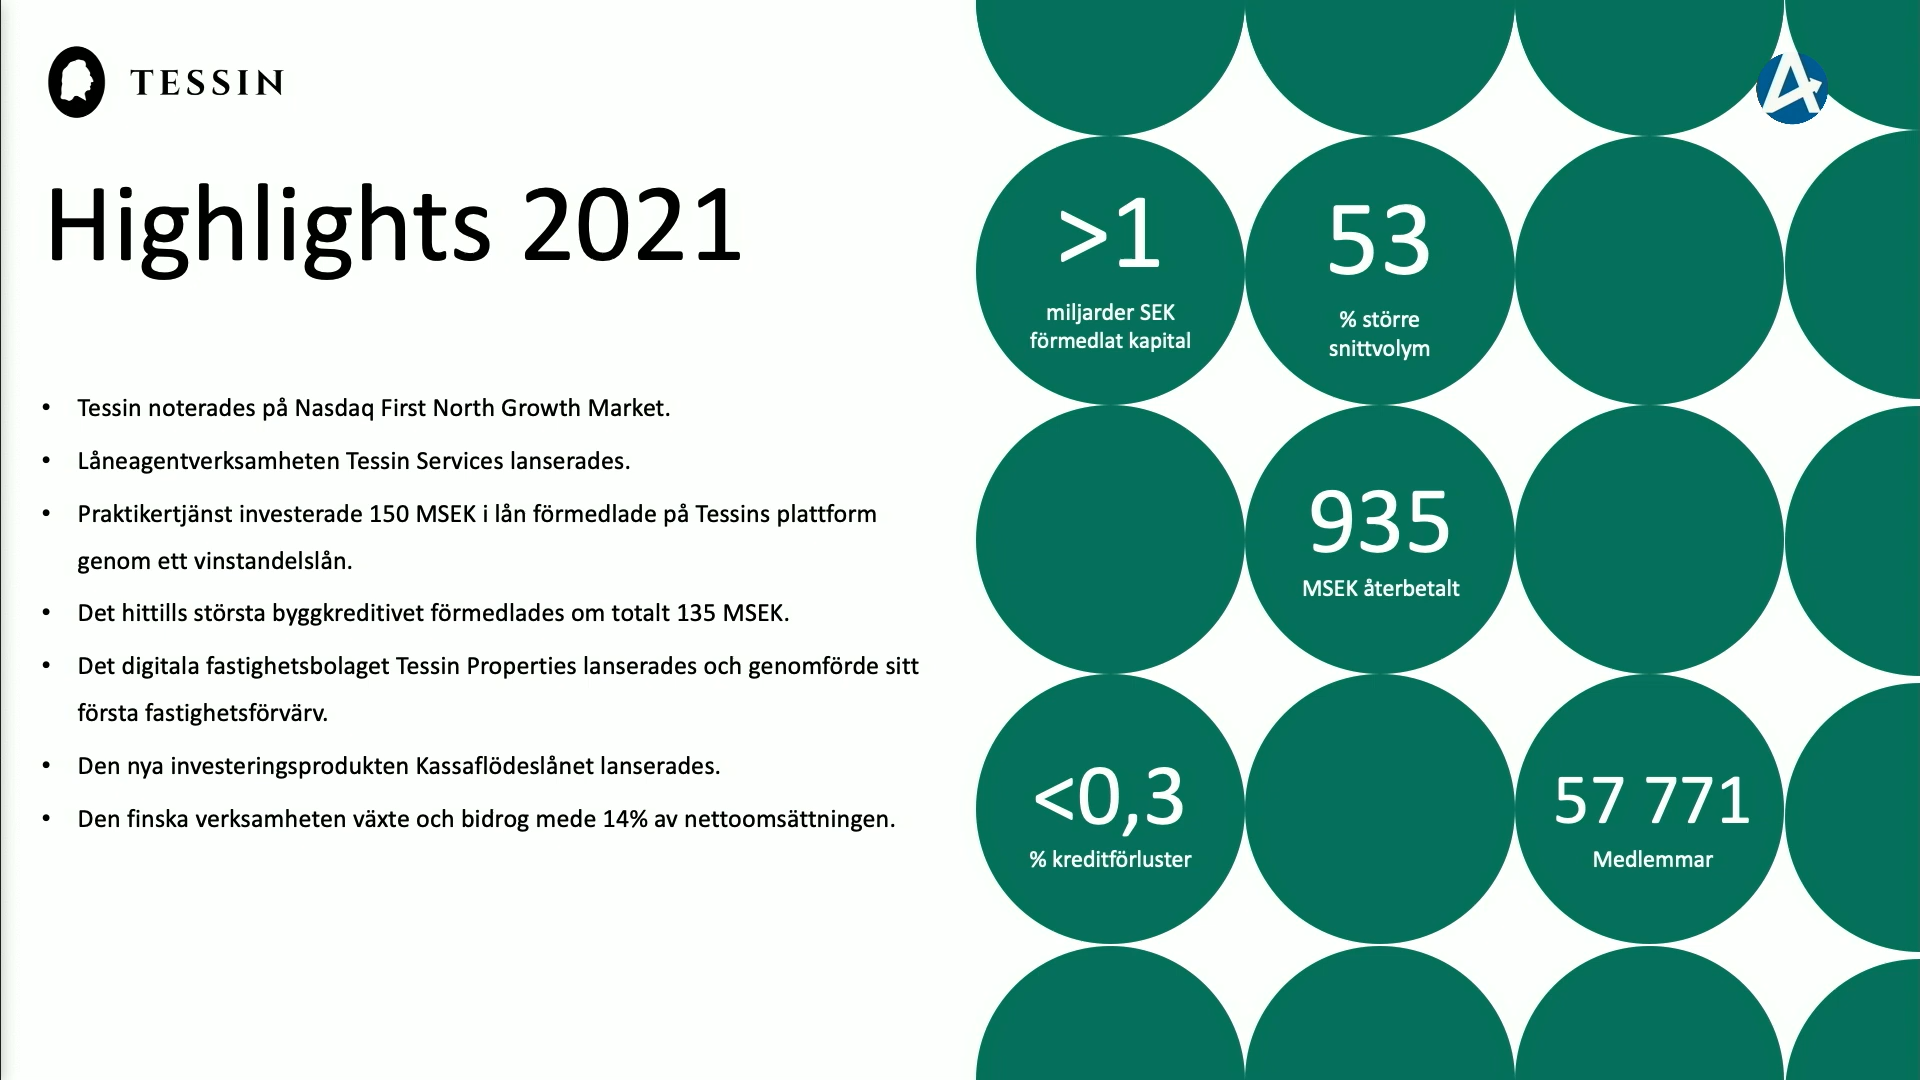 TESSIN
Highlights 2021
• Tessin noterades på Nasdaq First North Growth Market.
• Låneagentverksamheten Tessin Services lanserades.
• Praktikertjänst investerade 150 MSEK i lån förmedlade på Tessins plattform
genom ett vinstandelslån.
• Det hittills största byggkreditivet förmedlades om totalt 135 MSEK.
• Det digitala fastighetsbolaget Tessin Properties lanserades och genomförde sitt
första fastighetsförvärv.
• Den nya investeringsprodukten Kassaflödeslånet lanserades.
• Den finska verksamheten växte och bidrog mede 14% av nettoomsättningen.
>1
miljarder SEK
förmedlat kapital
53
% större
snittvolym
935
MSEK återbetalt
<0,3
% kreditförluster
57 771
Medlemmar